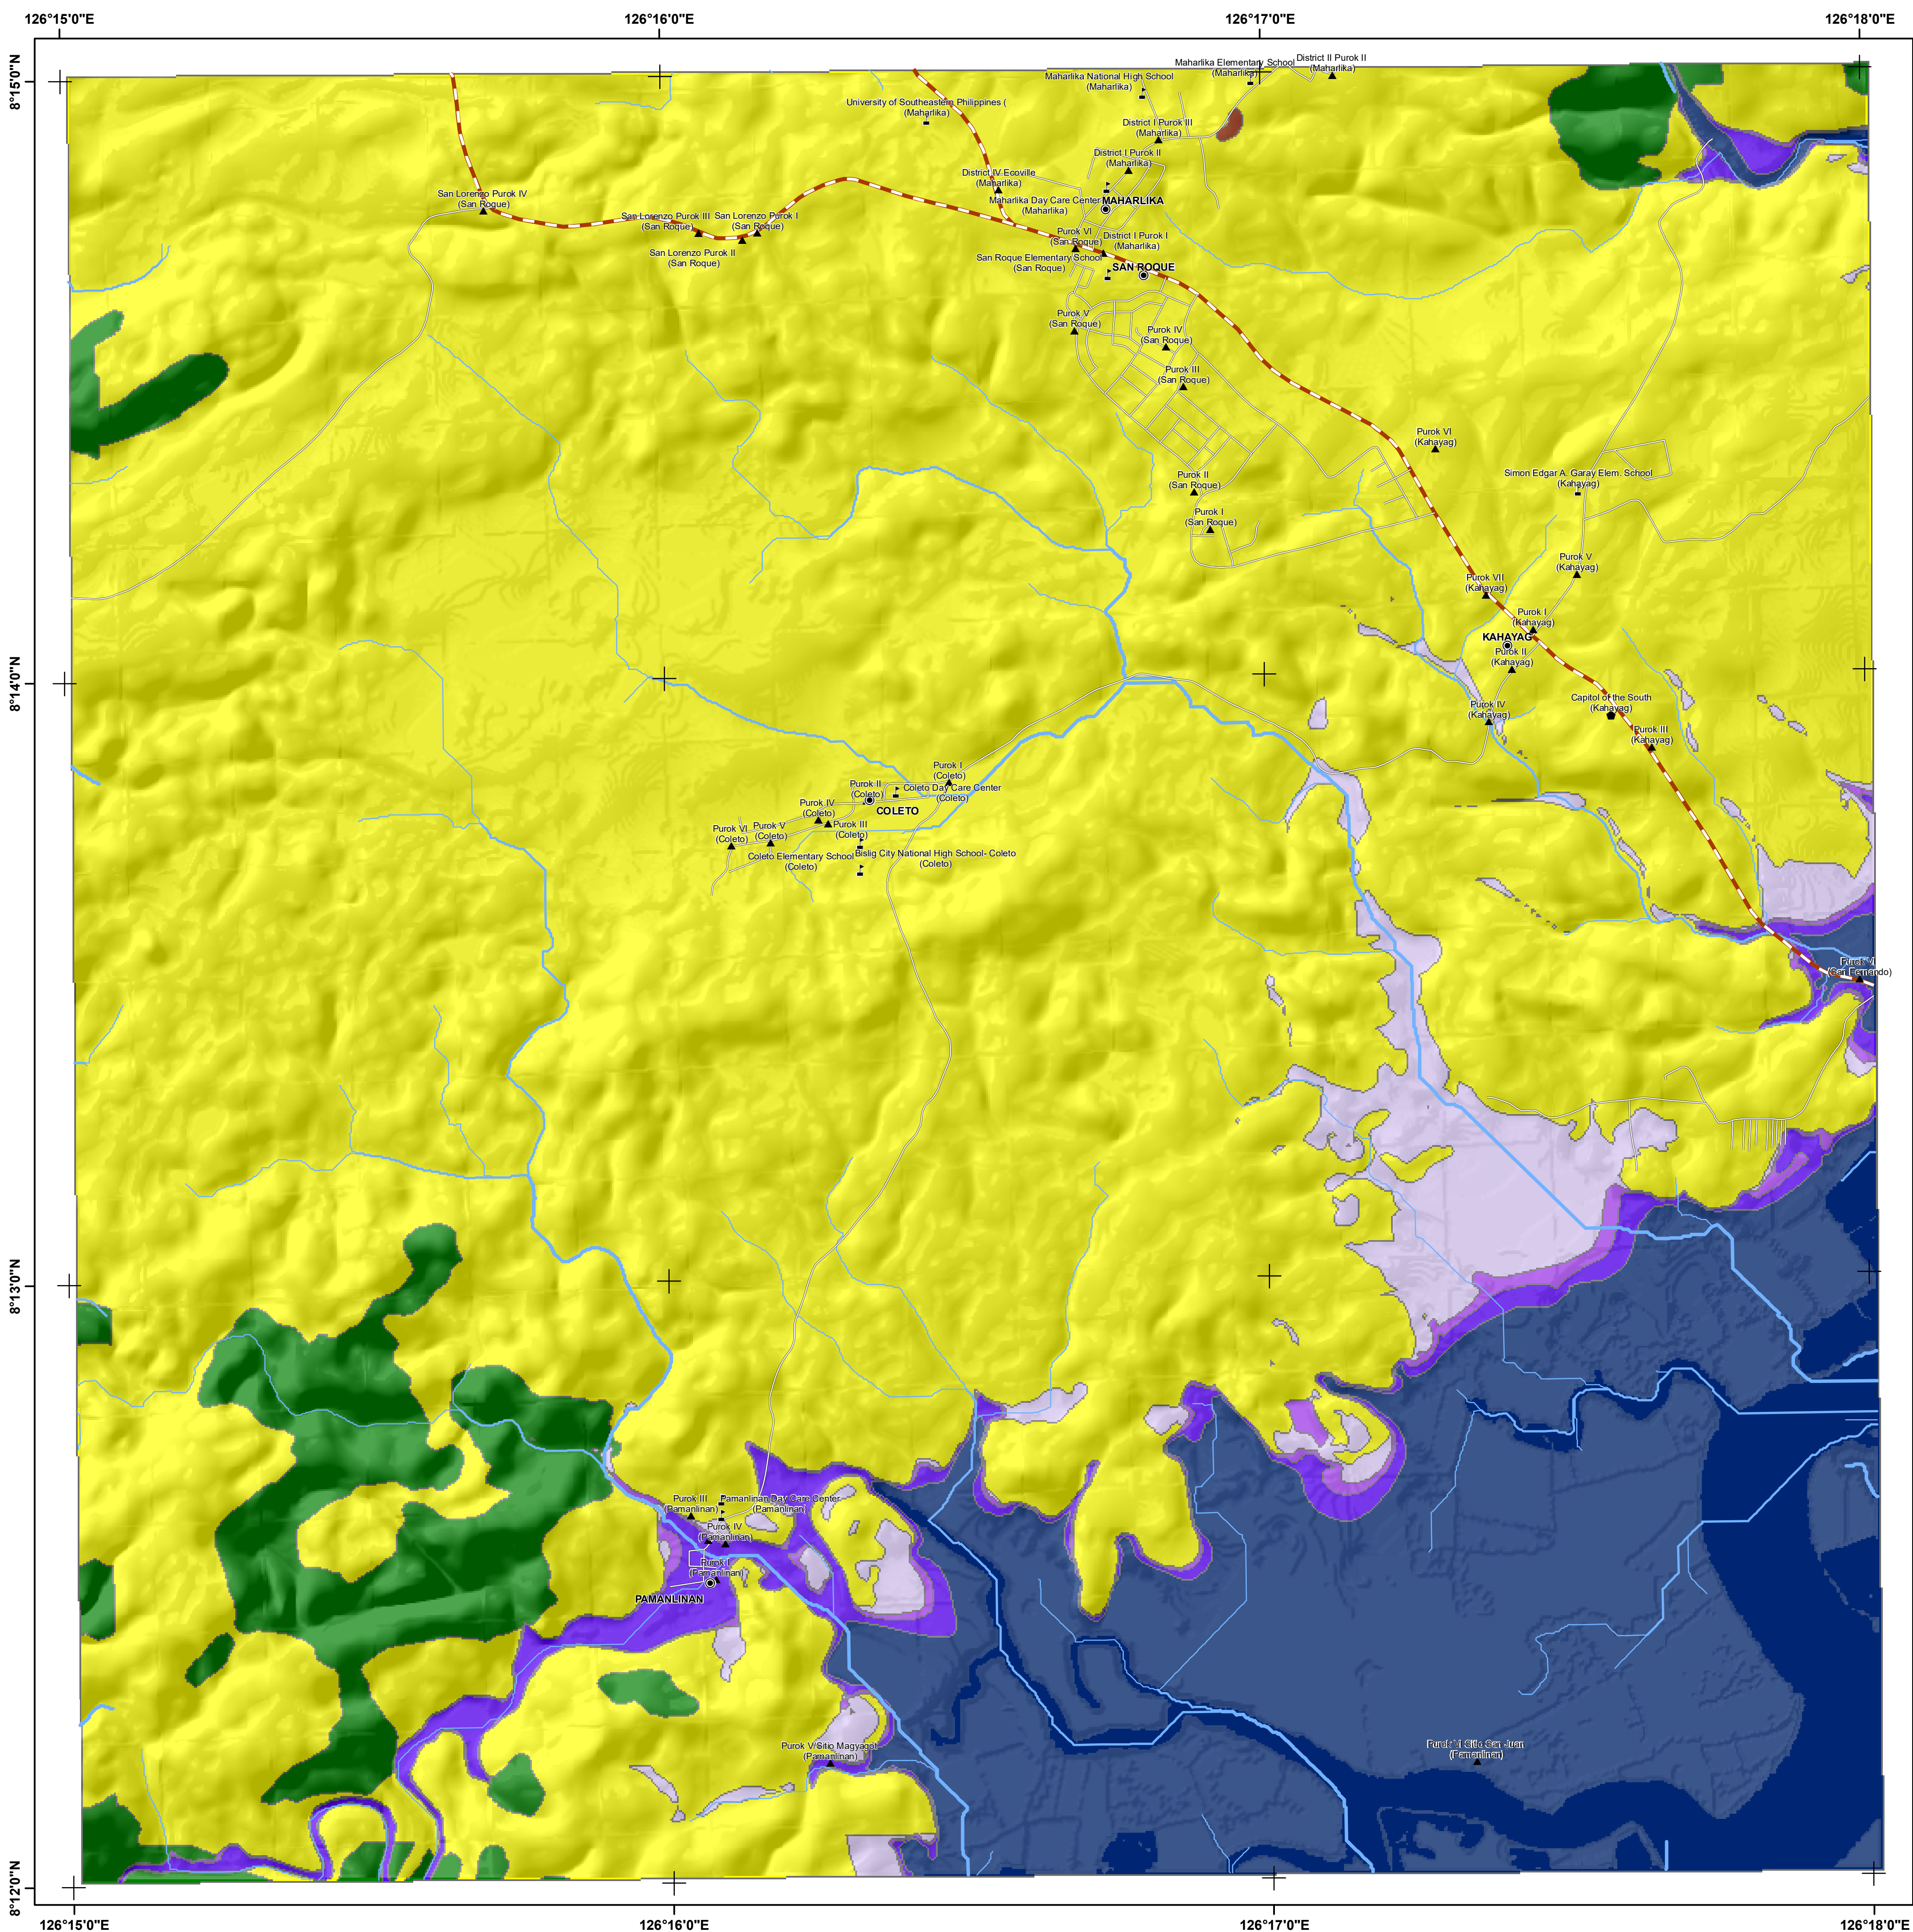 126°15'0"E
126°16'0"E
126°17'0"E
126°18'0"E
8°15'0"N
Maharlika Elementary School
(Maharlika)
District II Purok II
(Maharlika)
Maharlika National High School
(Maharlika)
University of Southeastern Philippines (
(Maharlika)
District I Purok III
(Maharlika)
District I Purok II
(Maharlika)
District IV Ecoville
(Maharlika)
San Lorenzo Purok IV
(San Roque)
Maharlika Day Care Center
(Maharlika)
MAHARLIKA
San Lorenzo Purok III
(San Roque)
San Lorenzo Purok I
(San Roque)
San Lorenzo Purok II
(San Roque)
Purok VI
(San Roque)
District I Purok I
(Maharlika)
San Roque Elementary School
(San Roque)
SAN ROQUE
Purok V
(San Roque)
Purok IV
(San Roque)
Purok III
(San Roque)
Purok VI
(Kahayag)
Purok II
(San Roque)
Simon Edgar A. Garay Elem. School
(Kahayag)
Purok I
(San Roque)
Purok V
(Kahayag)
Purok VII
(Kahayag)
Purok I
(Kahayag)
KAHAYAG
Purok II
(Kahayag)
8°14'0"N
Capitol of the South
(Kahayag)
Purok IV
(Kahayag)
Purok III
(Kahayag)
Purok I
(Coleto)
Purok II
(Coleto)
Coleto Day Care Center
(Coleto)
COLETO
Purok IV
(Coleto)
Purok III
(Coleto)
Purok V
(Coleto)
Purok VI
(Coleto)
Coleto Elementary School
(Coleto)
Bislig City National High School- Coleto
(Coleto)
Purok
(San Fernando)
8°13'0"N
Purok III
(Pamanlinan)
Pamanlinan Day Care Center
(Pamanlinan)
Purok IV
(Pamanlinan)
Purok I
(Pamanlinan)
PAMANLINAN
Purok V Sitio Magyagot
(Pamanlinan)
Purok VI Sitio San Juan
(Pamanlinan)
8°12'0"N
126°15'0"E
126°16'0"E
126°17'0"E
126°18'0"E